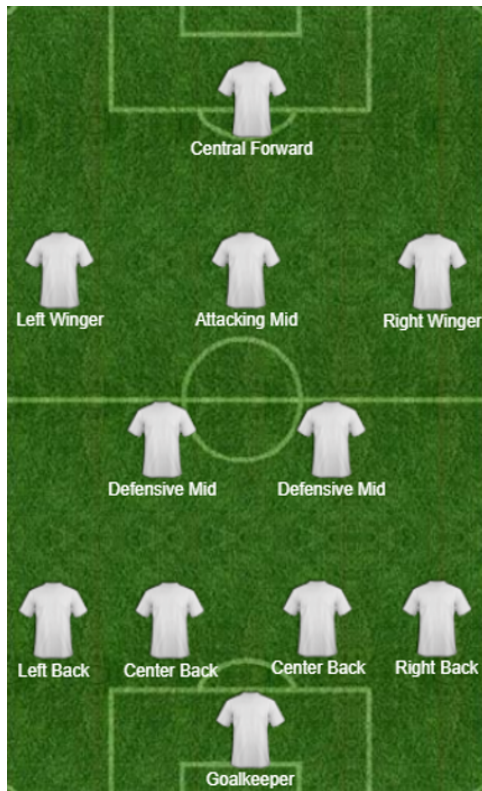 Central Forward
Left Winger
Attacking Mid
Right Winger
Defensive Mid
Defensive Mid
Left Back
Center Back
Center Back
Right Back
Goalkeeper